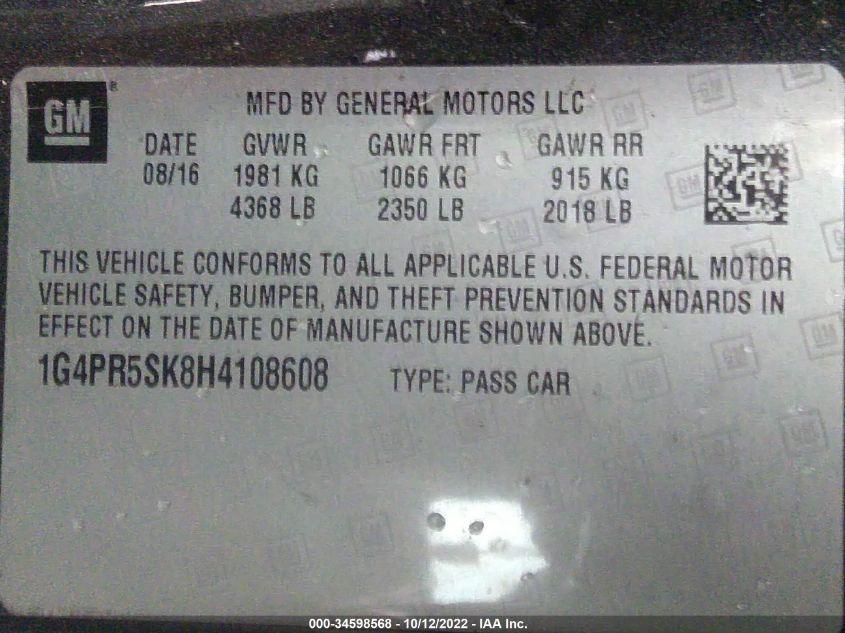 GM ®
MFD BY GENERAL MOTORS LLC
DATE GVWR GAWR FRT GAWR RR
08/16 1981 KG 1066 KG 915 KG
4368 LB 2350 LB 2018 LB
THIS VEHICLE CONFORMS TO ALL APPLICABLE U.S. FEDERAL MOTOR
VEHICLE SAFETY, BUMPER, AND THEFT PREVENTION STANDARDS IN
EFFECT ON THE DATE OF MANUFACTURE SHOWN ABOVE.
1G4PR5SK8H4108608 TYPE: PASS CAR
000-34598568 - 10/12/2022 - IAA Inc.